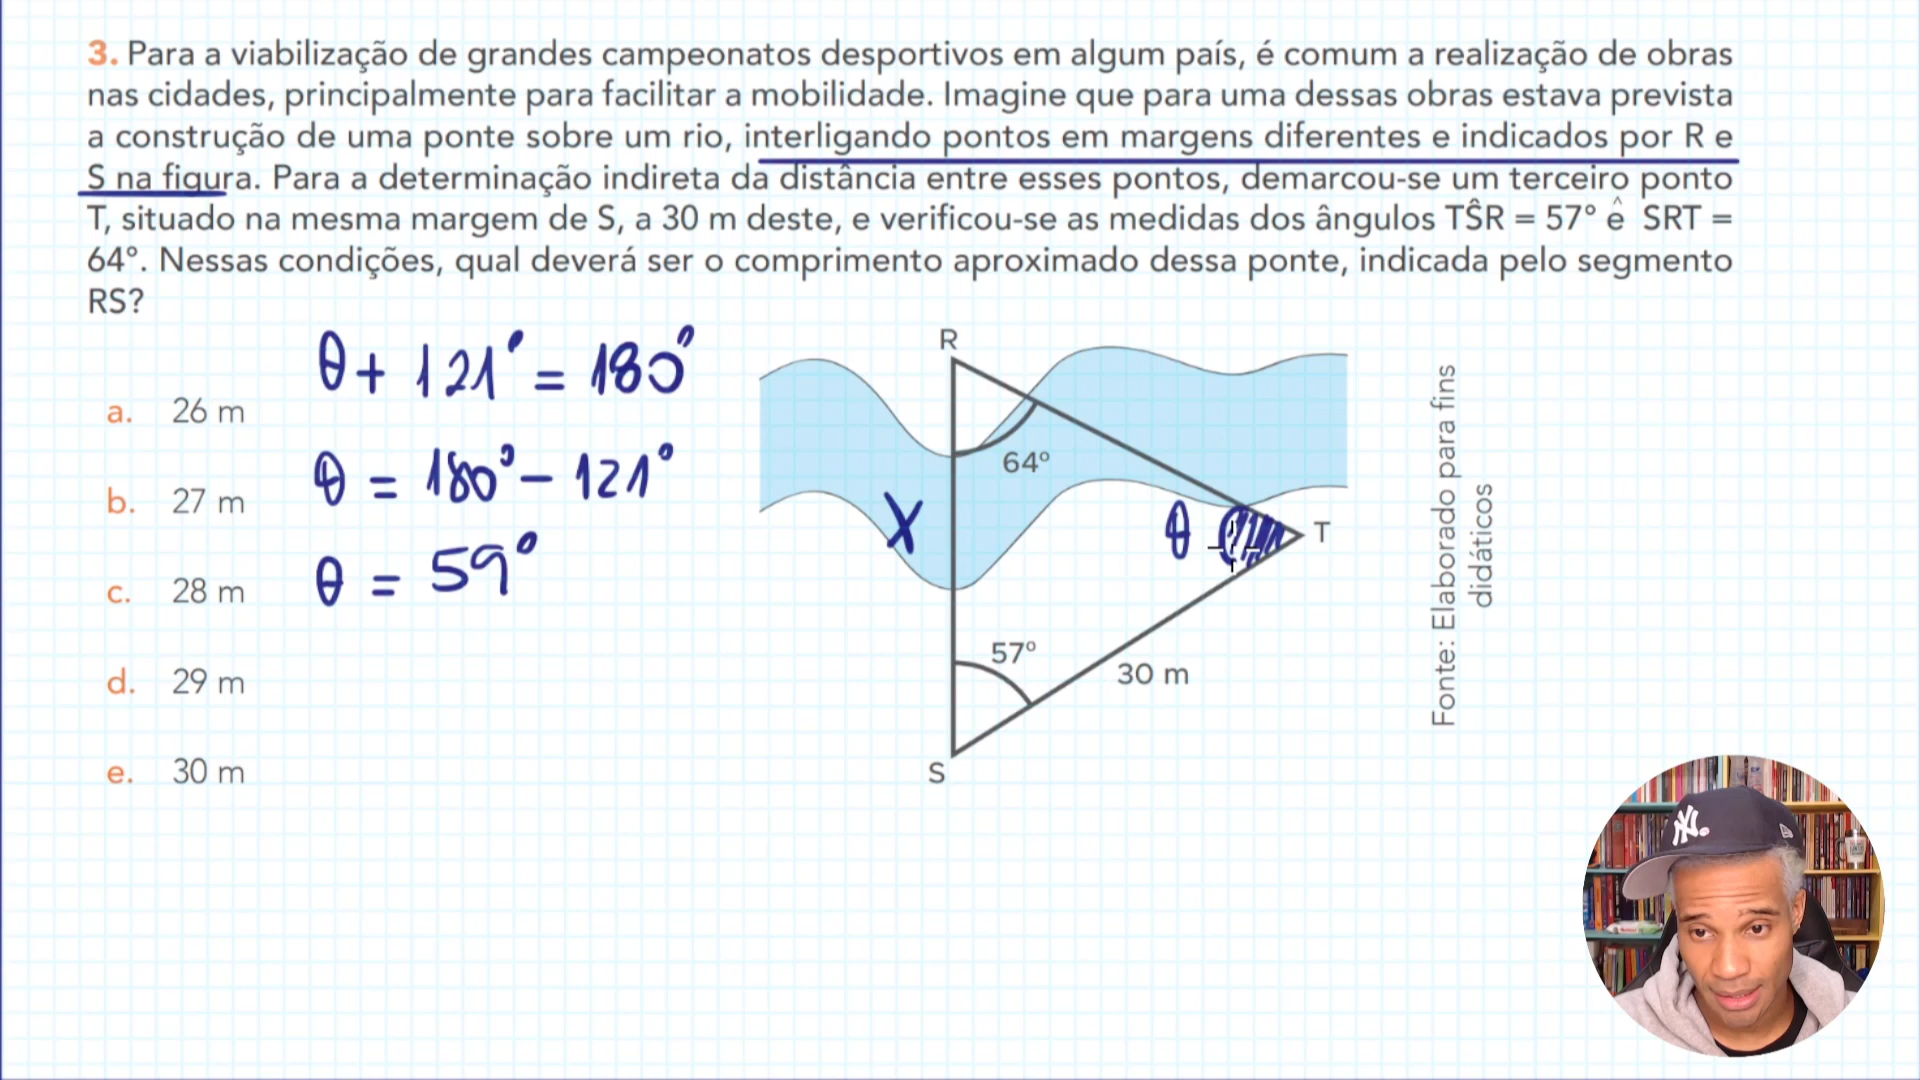 3. Para a viabilização de grandes campeonatos desportivos em algum país, é comum a realização de obras
nas cidades, principalmente para facilitar a mobilidade. Imagine que para uma dessas obras estava prevista
a construção de uma ponte sobre um rio, interligando pontos em margens diferentes e indicados por R e
S na figura. Para a determinação indireta da distância entre esses pontos, demarcou-se um terceiro ponto
T, situado na mesma margem de S, a 30 m deste, e verificou-se as medidas dos ângulos TŜR = 57° ê SRT =
64°. Nessas condições, qual deverá ser o comprimento aproximado dessa ponte, indicada pelo segmento
RS?
θ + 121° = 180°
a. 26 m
θ = 180° - 121°
b. 27 m
θ = 59°
c. 28 m
d. 29 m
e. 30 m
R
64°
X
θ
T
57°
30 m
S
Fonte: Elaborado para fins
didáticos
NY